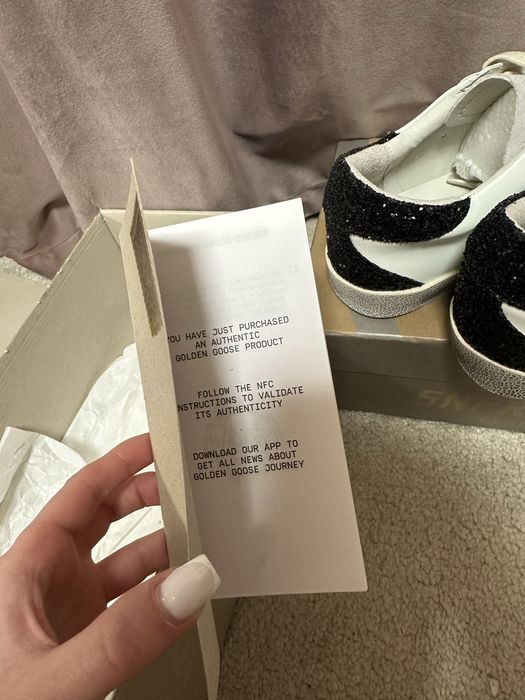 YOU HAVE JUST PURCHASED
AN AUTHENTIC
GOLDEN GOOSE PRODUCT
-
FOLLOW THE NFC
INSTRUCTIONS TO VALIDATE
ITS AUTHENTICITY
-
DOWNLOAD OUR APP TO
GET ALL NEWS ABOUT
GOLDEN GOOSE JOURNEY